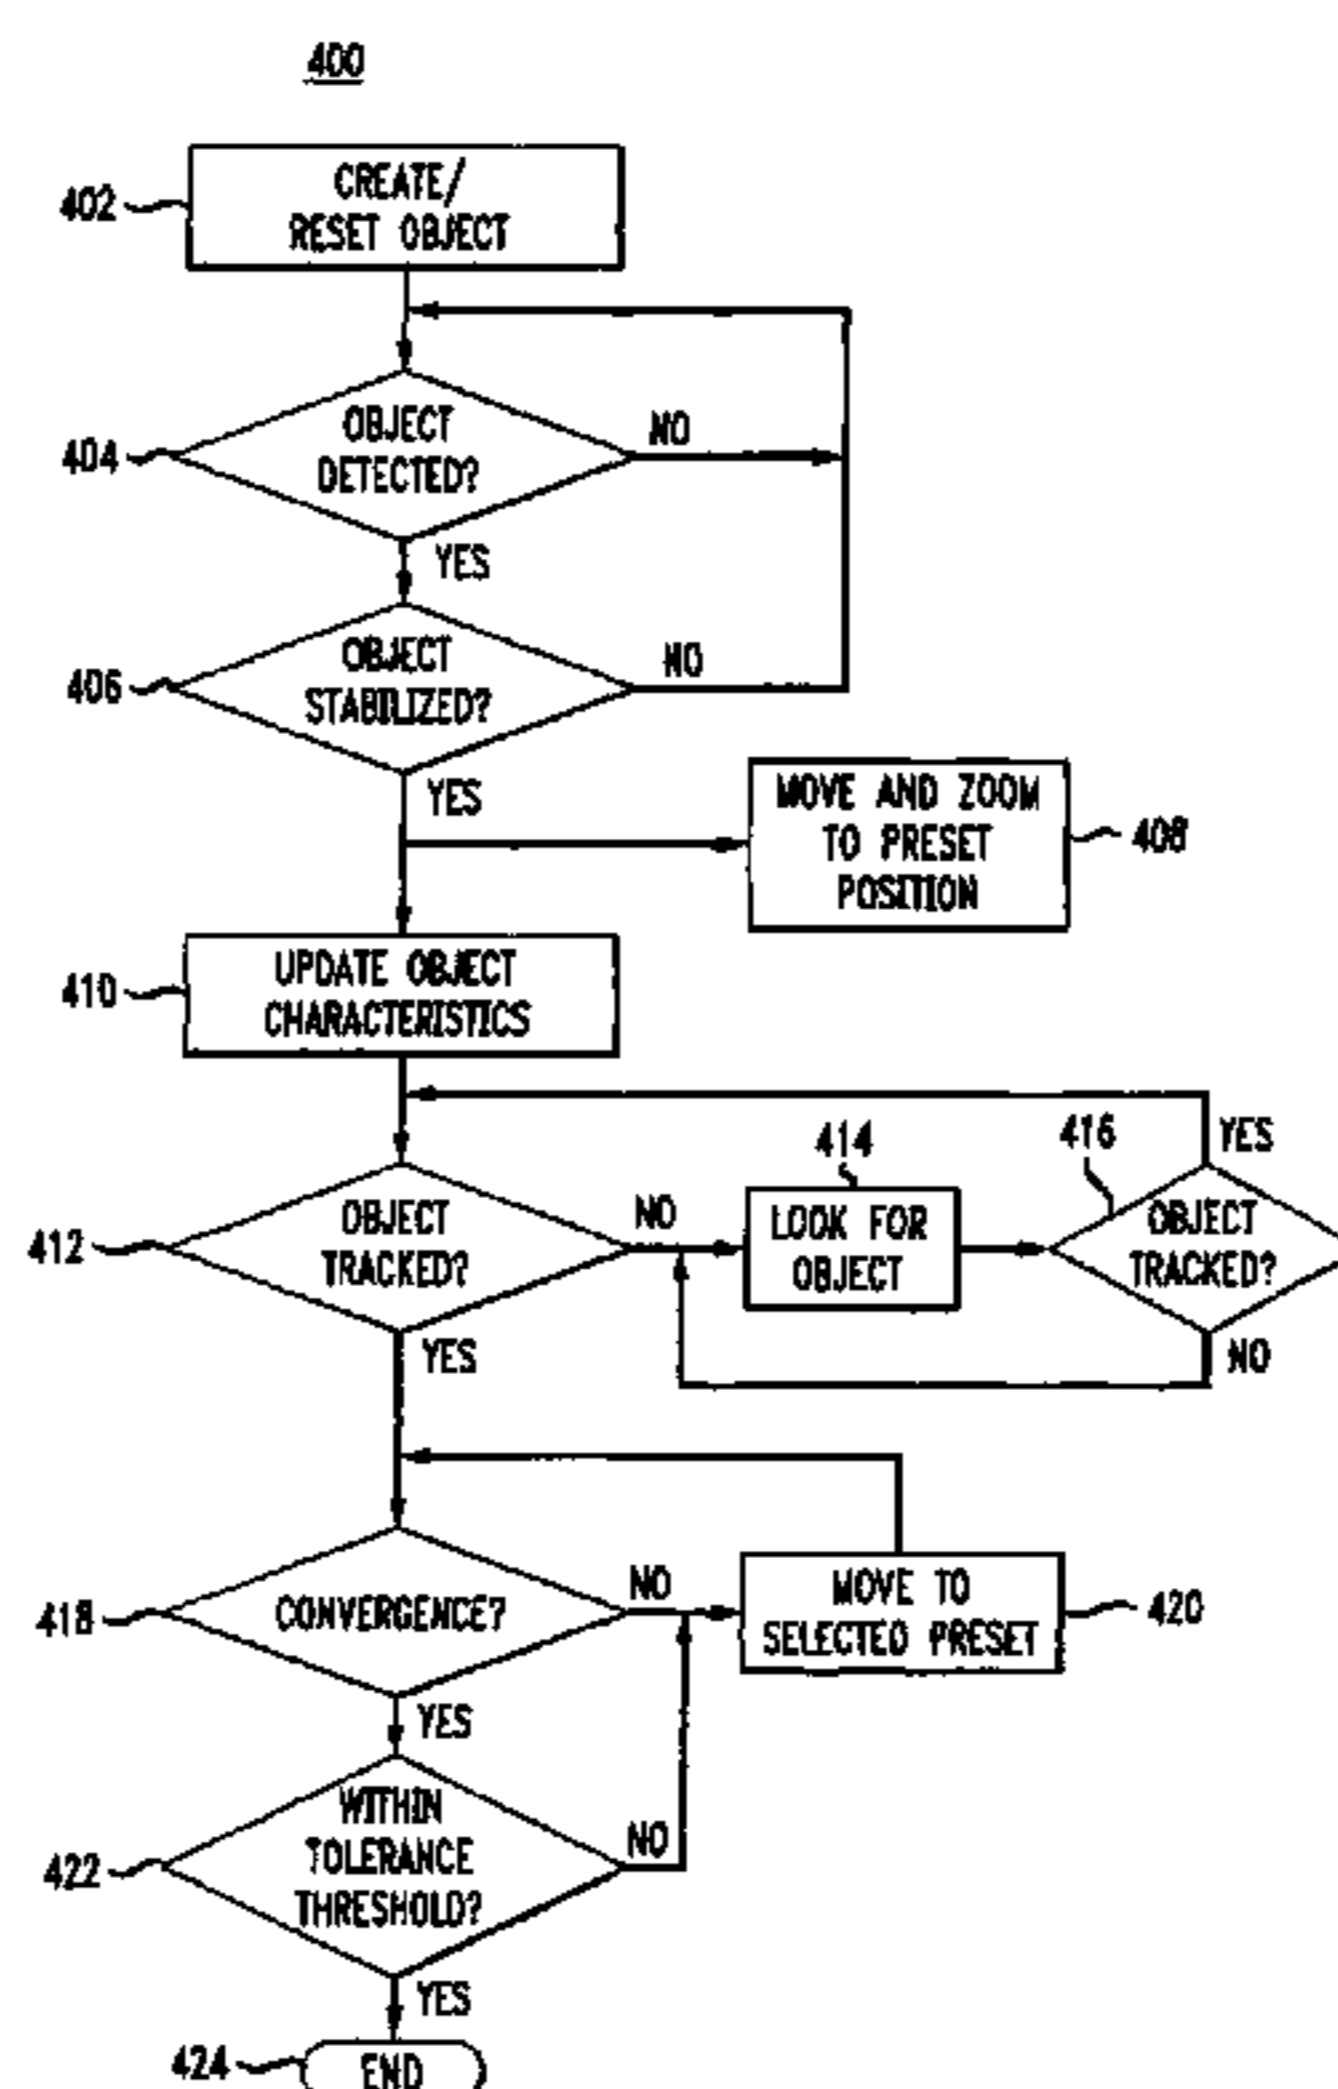 400
402
CREATE/
RESET OBJECT
404
OBJECT
DETECTED?
NO
YES
406
OBJECT
STABILIZED?
NO
YES
MOVE AND ZOOM
TO PRESET
POSITION
408
410
UPDATE OBJECT
CHARACTERISTICS
412
OBJECT
TRACKED?
NO
YES
414
LOOK FOR
OBJECT
416
OBJECT
TRACKED?
YES
NO
418
CONVERGENCE?
NO
YES
MOVE TO
SELECTED PRESET
420
422
WITHIN
TOLERANCE
THRESHOLD?
NO
YES
424
END